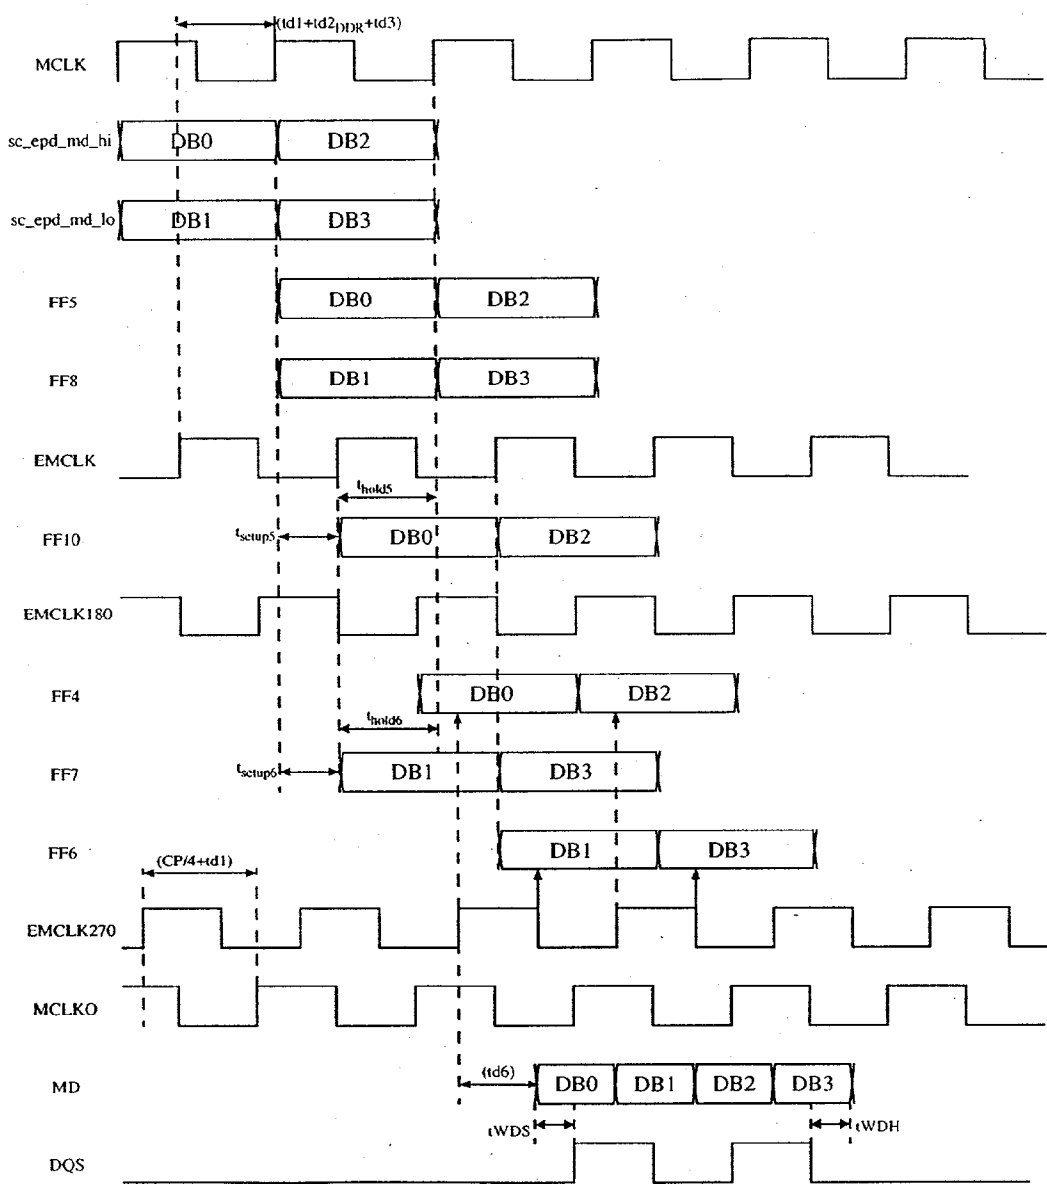 (td1+td2DDR+td3)
MCLK
sc_epd_md_hi DB0 DB2
sc_epd_md_lo DB1 DB3
FF5 DB0 DB2
FF8 DB1 DB3
EMCLK
thold5
FF10 tsetup5 DB0 DB2
EMCLK180
FF4 DB0 DB2
thold6
FF7 tsetup6 DB1 DB3
FF6 DB1 DB3
(CP/4+td1)
EMCLK270
MCLKO
(td6)
MD DB0 DB1 DB2 DB3
tWDS tWDH
DQS